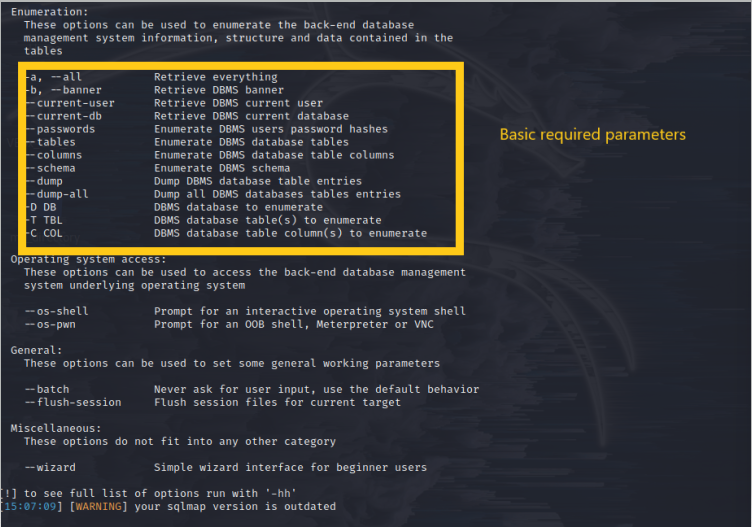 Enumeration:
These options can be used to enumerate the back-end database
management system information, structure and data contained in the
tables
-a, --all Retrieve everything
-b, --banner Retrieve DBMS banner
--current-user Retrieve DBMS current user
--current-db Retrieve DBMS current database
--passwords Enumerate DBMS users password hashes
--tables Enumerate DBMS database tables
--columns Enumerate DBMS database table columns
--schema Enumerate DBMS schema
--dump Dump DBMS database table entries
--dump-all Dump all DBMS databases tables entries
-D DB DBMS database to enumerate
-T TBL DBMS database table(s) to enumerate
-C COL DBMS database table column(s) to enumerate
Basic required parameters
Operating system access:
These options can be used to access the back-end database management
system underlying operating system
--os-shell Prompt for an interactive operating system shell
--os-pwn Prompt for an OOB shell, Meterpreter or VNC
General:
These options can be used to set some general working parameters
--batch Never ask for user input, use the default behavior
--flush-session Flush session files for current target
Miscellaneous:
These options do not fit into any other category
--wizard Simple wizard interface for beginner users
[!] to see full list of options run with '-hh'
[15:07:09] [WARNING] your sqlmap version is outdated